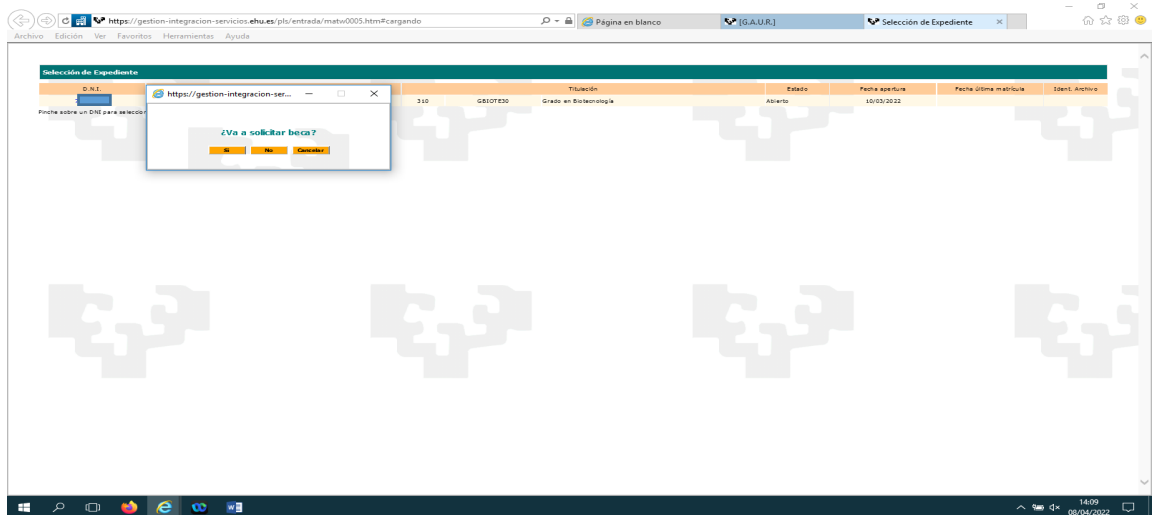 https://gestion-integracion-servicios.ehu.es/pls/entrada/matw0005.htm#cargando
Página en blanco
[G.A.U.R.]
Selección de Expediente
Archivo Edición Ver Favoritos Herramientas Ayuda
Selección de Expediente
D.N.I. Titulación Estado Fecha apertura Fecha última matrícula Ident. Archivo
310 GBIOTE30 Grado en Biotecnología Abierto 10/03/2022
Pinche sobre un DNI para seleccio
https://gestion-integracion-ser...
¿Va a solicitar beca?
Si No Cancelar
14:09
08/04/2022